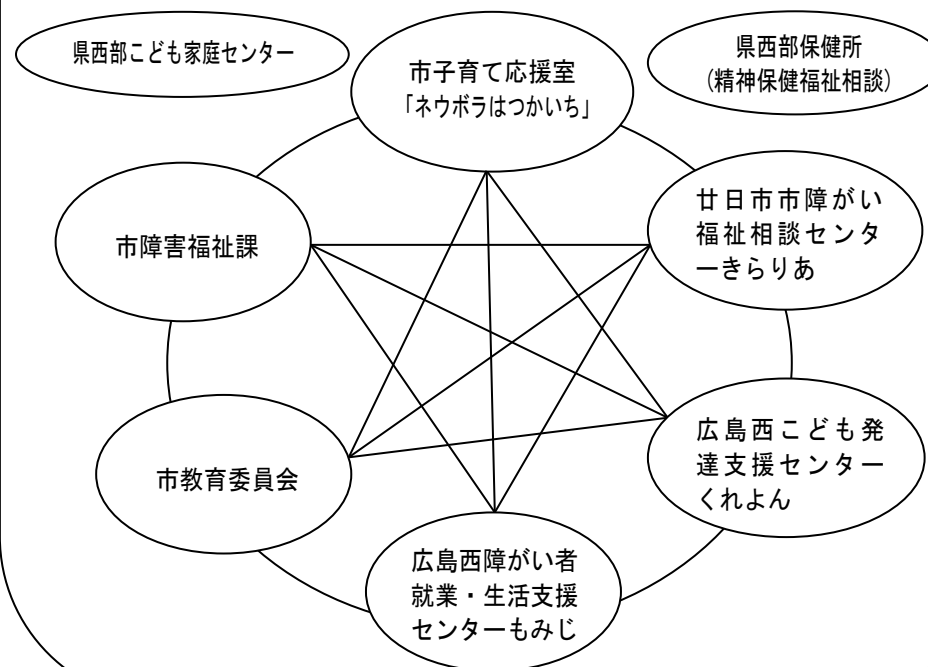 県西部こども家庭センター
市子育て応援室
「ネウボラはつかいち」
県西部保健所
(精神保健福祉相談)
市障害福祉課
廿日市市障がい
福祉相談センタ
ーきらりあ
市教育委員会
広島西こども発
達支援センター
くれよん
広島西障がい者
就業・生活支援
センターもみじ